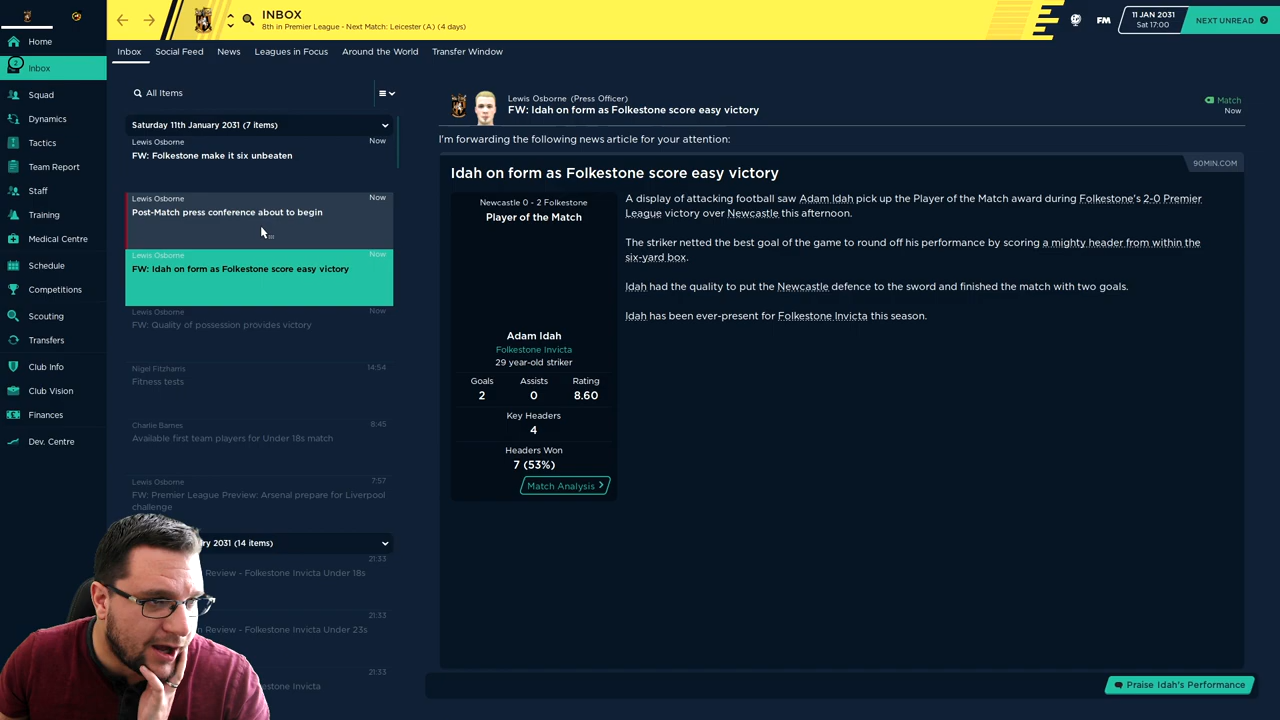 INBOX
8th in Premier League - Next Match: Leicester (A) (4 days)
FM
11 JAN 2031
Sat 17:00
NEXT UNREAD
Home
2
Inbox
Squad
Dynamics
Tactics
Team Report
Staff
Training
Medical Centre
Schedule
Competitions
Scouting
Transfers
Club Info
Club Vision
Finances
Dev. Centre
Inbox
Social Feed
News
Leagues in Focus
Around the World
Transfer Window
All Items
Saturday 11th January 2031 (7 items)
Lewis Osborne
Now
FW: Folkestone make it six unbeaten
Lewis Osborne
Now
Post-Match press conference about to begin
Lewis Osborne
Now
FW: Idah on form as Folkestone score easy victory
Lewis Osborne
Now
FW: Quality of possession provides victory
Nigel Fitzharris
14:54
Fitness tests
Charlie Barnes
8:45
Available first team players for Under 18s match
Lewis Osborne
7:57
FW: Premier League Preview: Arsenal prepare for Liverpool
challenge
2031 (14 items)
21:33
Review - Folkestone Invicta Under 18s
21:33
Review - Folkestone Invicta Under 23s
21:33
Invicta
Lewis Osborne (Press Officer)
FW: Idah on form as Folkestone score easy victory
Match
Now
I'm forwarding the following news article for your attention:
90MIN.COM
Idah on form as Folkestone score easy victory
Newcastle 0 - 2 Folkestone
Player of the Match
Adam Idah
Folkestone Invicta
29 year-old striker
Goals Assists Rating
2 0 8.60
Key Headers
4
Headers Won
7 (53%)
Match Analysis
A display of attacking football saw Adam Idah pick up the Player of the Match award during Folkestone's 2-0 Premier
League victory over Newcastle this afternoon.
The striker netted the best goal of the game to round off his performance by scoring a mighty header from within the
six-yard box.
Idah had the quality to put the Newcastle defence to the sword and finished the match with two goals.
Idah has been ever-present for Folkestone Invicta this season.
Praise Idah's Performance